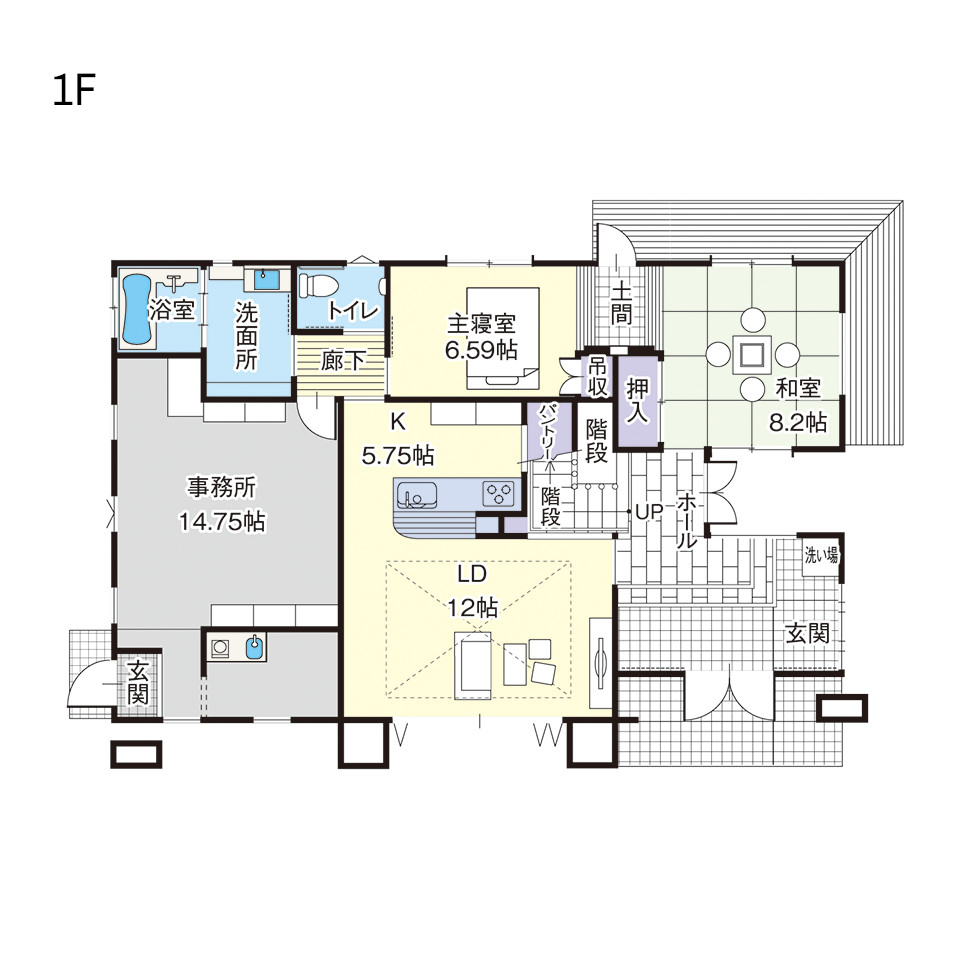 1F
浴室
洗面所
トイレ
廊下
主寝室
6.59帖
吊収
土間
押入
和室
8.2帖
K
5.75帖
パントリー
階段
階段
UP
ホール
事務所
14.75帖
LD
12帖
洗い場
玄関
玄関